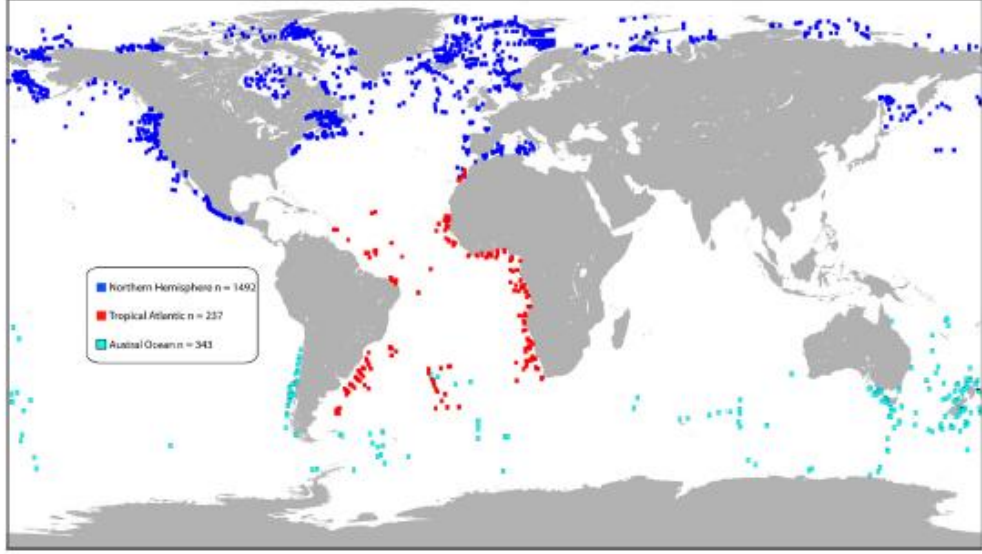 Northern Hemisphere n = 1492
Tropical Atlantic n = 237
Austral Ocean n = 343